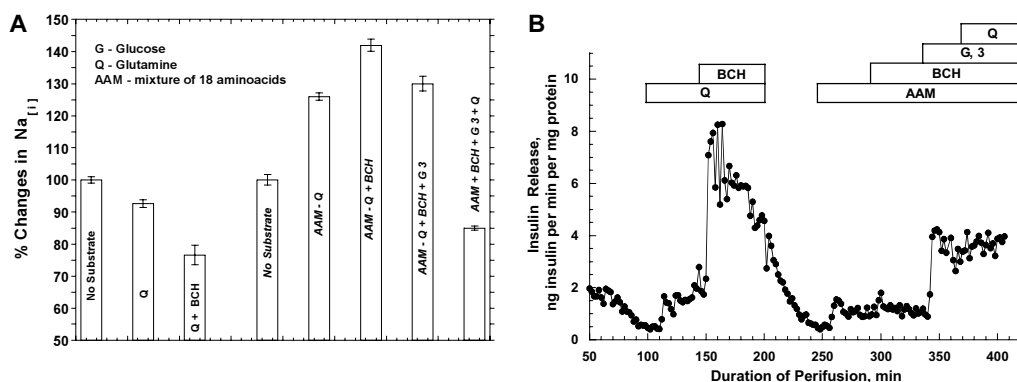 A
G - Glucose
Q - Glutamine
AAM - mixture of 18 aminoacids
% Changes in Na[i]
150
140
130
120
110
100
90
80
70
60
50
No Substrate
Q
Q + BCH
No Substrate
AAM - Q
AAM - Q + BCH
AAM - Q + BCH + G 3
AAM + BCH + G 3 + Q
B
Q
G, 3
BCH
BCH
Q
AAM
Insulin Release,
ng insulin per min per mg protein
10
8
6
4
2
0
50
100
150
200
250
300
350
400
Duration of Perifusion, min